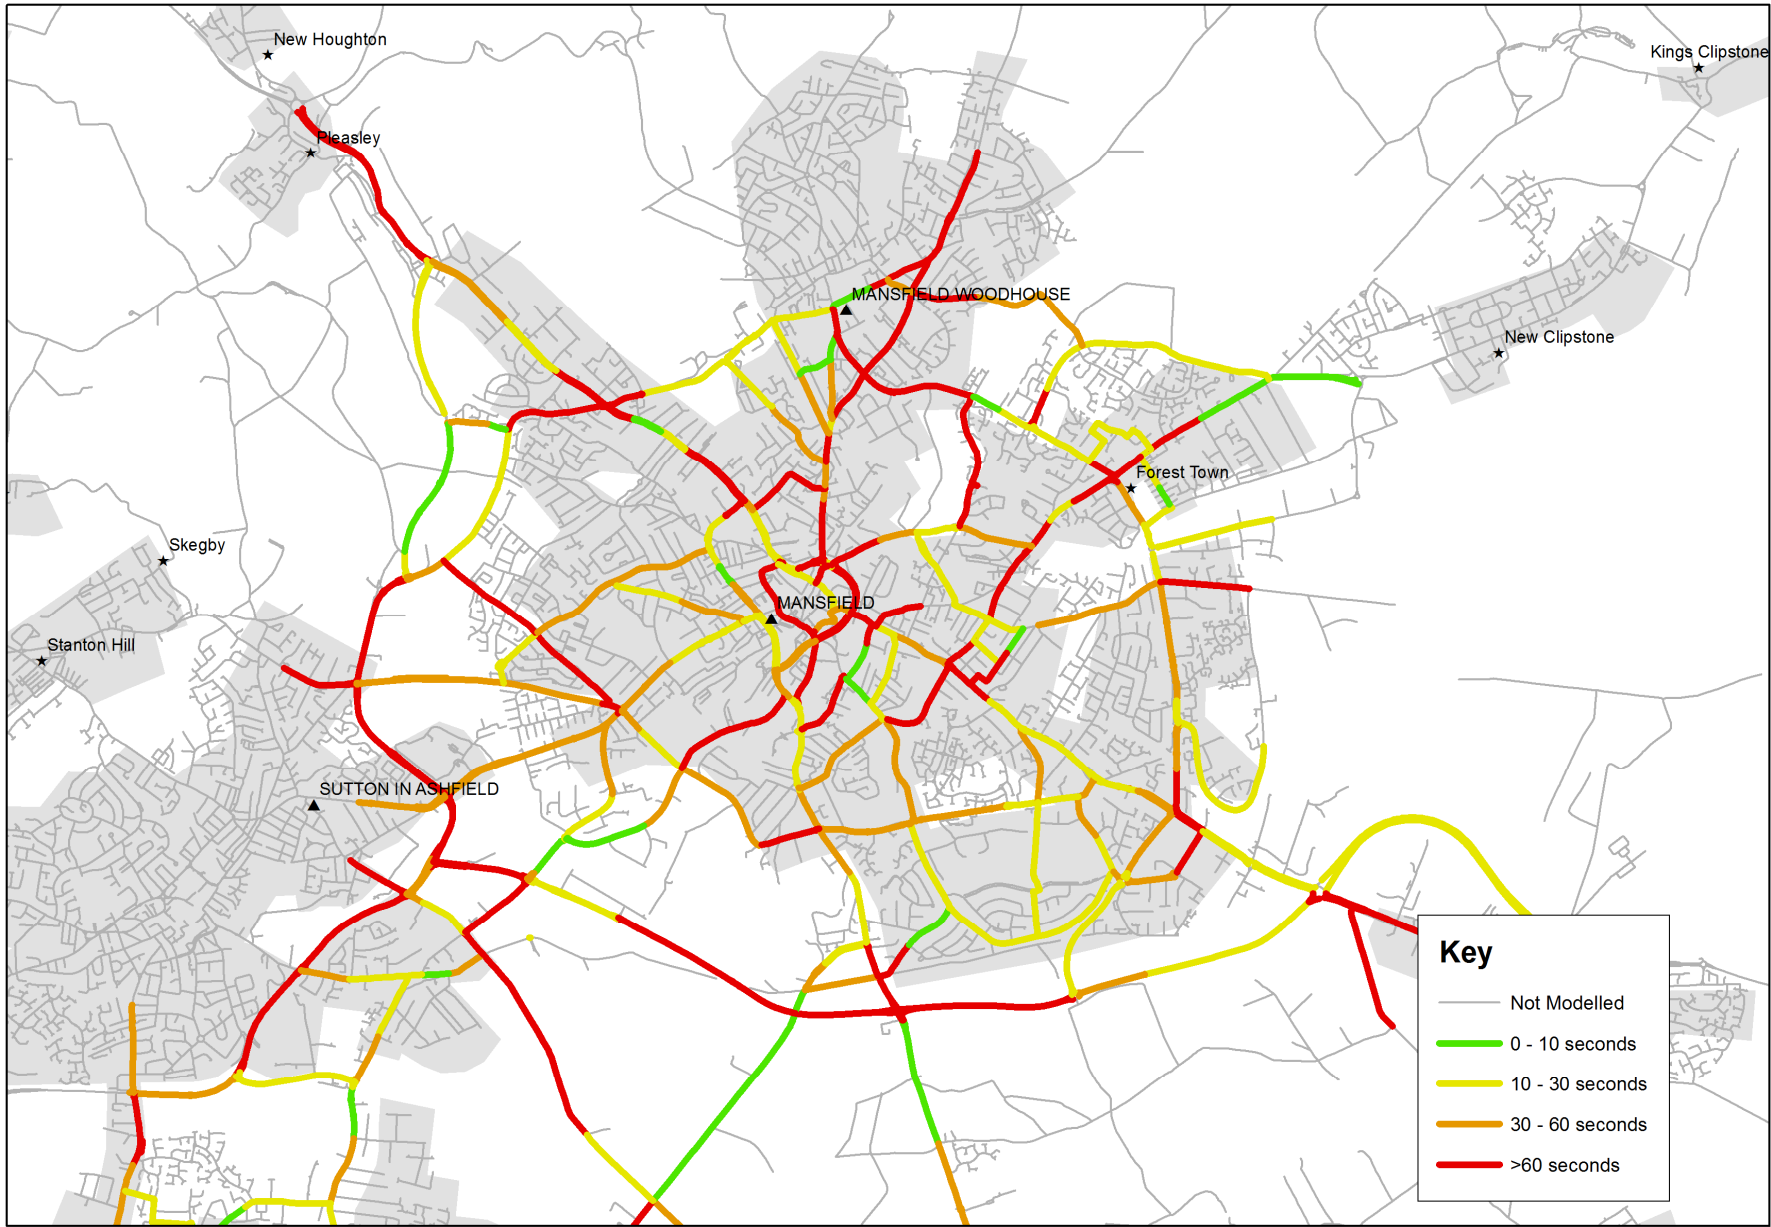 New Houghton
Kings Clipstone
Pleasley
MANSFIELD WOODHOUSE
New Clipstone
Forest Town
Skegby
MANSFIELD
Stanton Hill
SUTTON IN ASHFIELD
Key
Not Modelled
0 - 10 seconds
10 - 30 seconds
30 - 60 seconds
>60 seconds